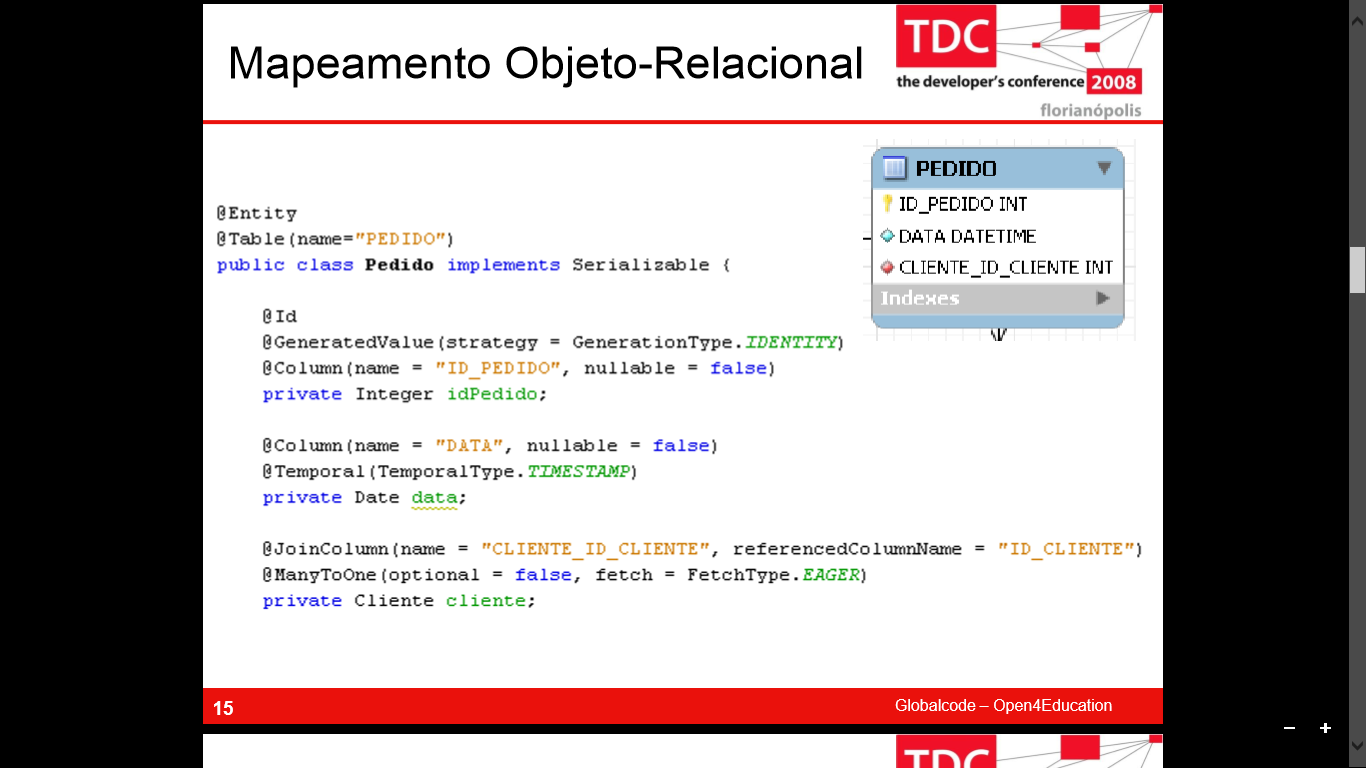 Mapeamento Objeto-Relacional
TDC
the developer's conference 2008
florianópolis
PEDIDO
ID_PEDIDO INT
DATA DATETIME
CLIENTE_ID_CLIENTE INT
Indexes
@Entity
@Table(name="PEDIDO")
public class Pedido implements Serializable {
@Id
@GeneratedValue(strategy = GenerationType.IDENTITY)
@Column(name = "ID_PEDIDO", nullable = false)
private Integer idPedido;
@Column(name = "DATA", nullable = false)
@Temporal(TemporalType.TIMESTAMP)
private Date data;
@JoinColumn(name = "CLIENTE_ID_CLIENTE", referencedColumnName = "ID_CLIENTE")
@ManyToOne(optional = false, fetch = FetchType.EAGER)
private Cliente cliente;
15
Globalcode – Open4Education
TDC